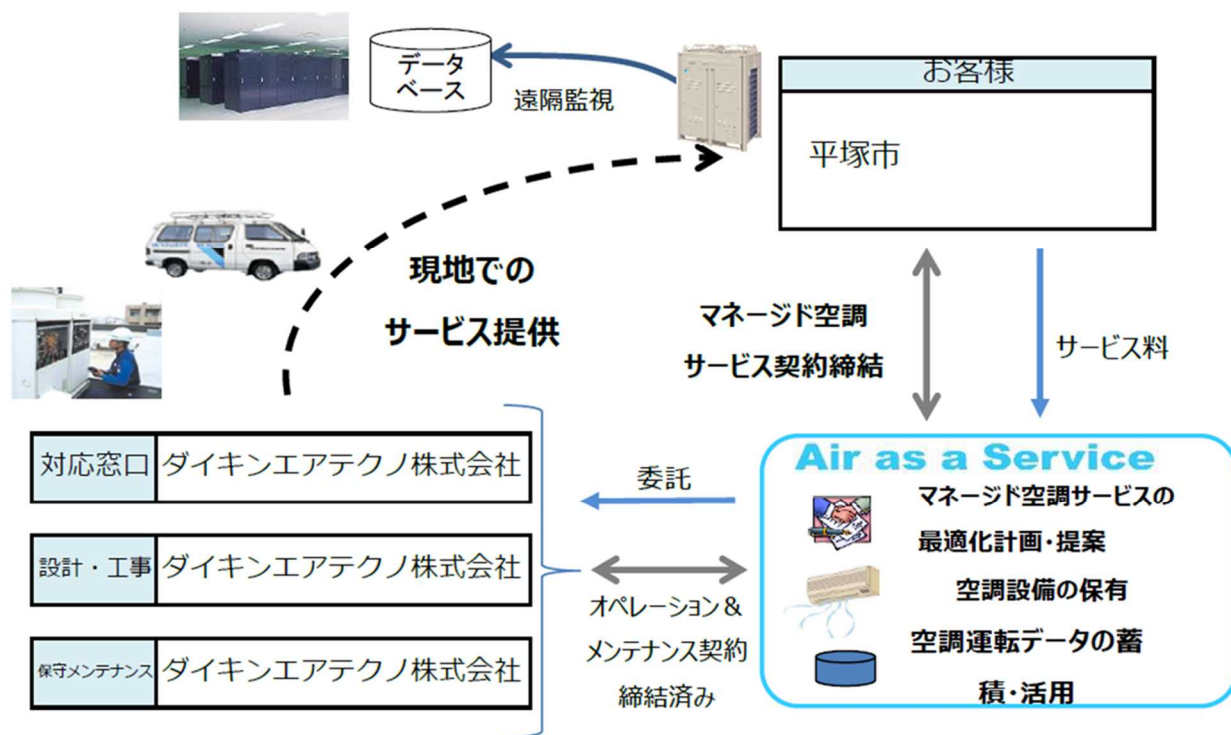 データ
ベース
遠隔監視
お客様
平塚市
現地での
サービス提供
マネージド空調
サービス契約締結
サービス料
対応窓口
ダイキンエアテクノ株式会社
設計・工事
ダイキンエアテクノ株式会社
保守メンテナンス
ダイキンエアテクノ株式会社
委託
オペレーション＆
メンテナンス契約
締結済み
Air as a Service
マネージド空調サービスの
最適化計画・提案
空調設備の保有
空調運転データの蓄
積・活用